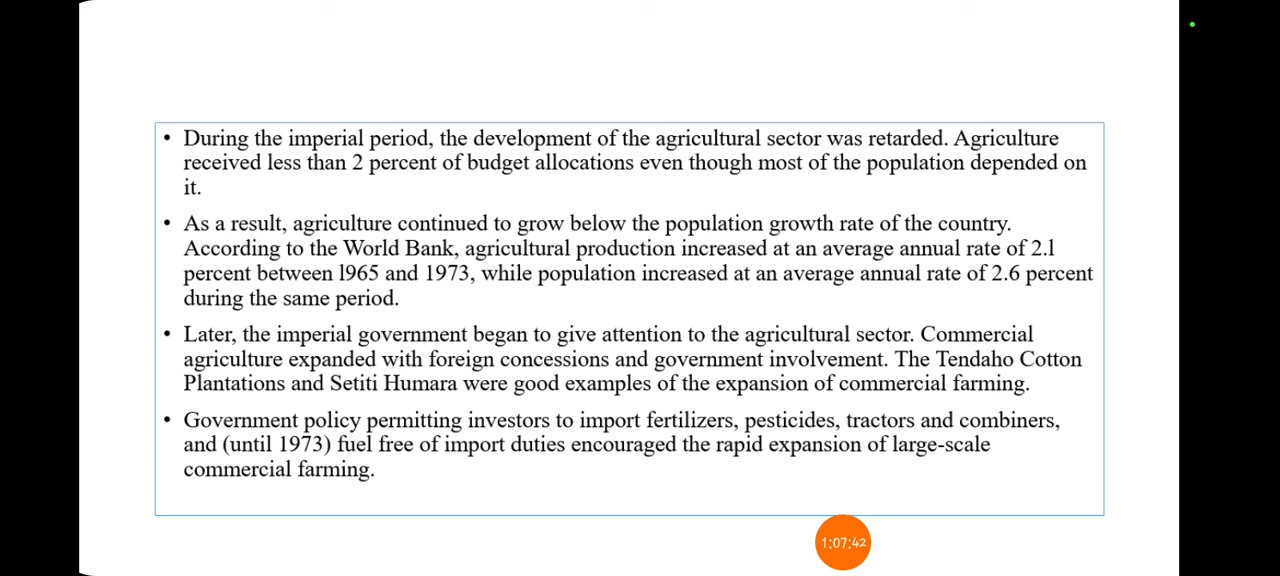 • During the imperial period, the development of the agricultural sector was retarded. Agriculture
received less than 2 percent of budget allocations even though most of the population depended on
it.
• As a result, agriculture continued to grow below the population growth rate of the country.
According to the World Bank, agricultural production increased at an average annual rate of 2.l
percent between l965 and 1973, while population increased at an average annual rate of 2.6 percent
during the same period.
• Later, the imperial government began to give attention to the agricultural sector. Commercial
agriculture expanded with foreign concessions and government involvement. The Tendaho Cotton
Plantations and Setiti Humara were good examples of the expansion of commercial farming.
• Government policy permitting investors to import fertilizers, pesticides, tractors and combiners,
and (until 1973) fuel free of import duties encouraged the rapid expansion of large-scale
commercial farming.
1:07:42